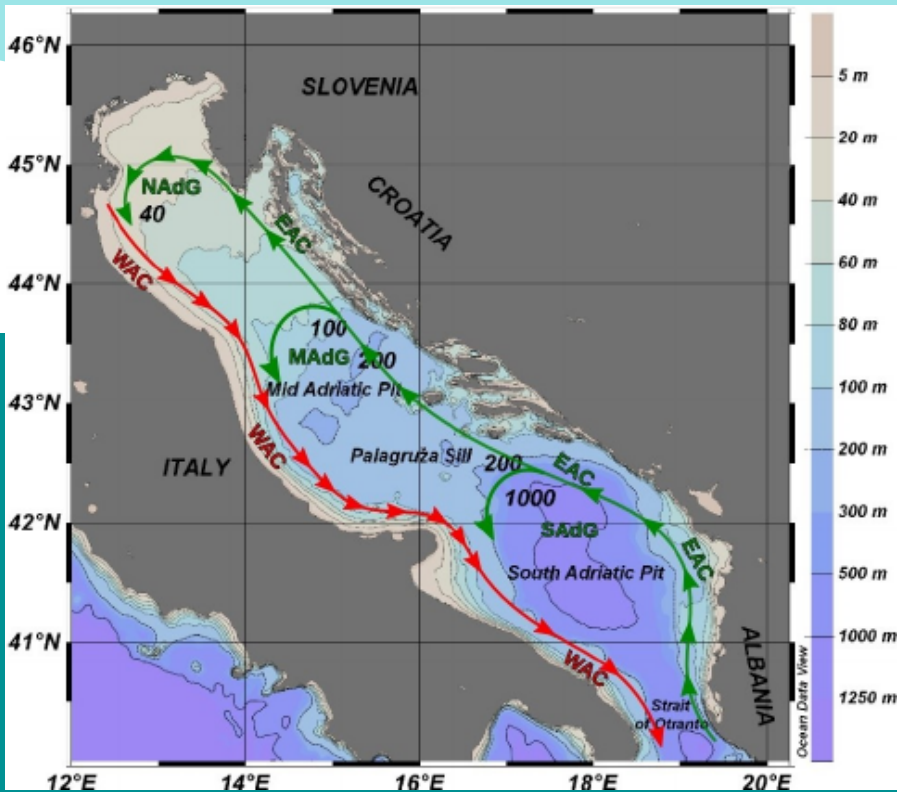 46°N
45°N
44°N
43°N
42°N
41°N
12°E
14°E
16°E
18°E
20°E
SLOVENIA
CROATIA
NAdG
40
EAC
WAC
100
MAdG
200
Mid Adriatic Pit
WAC
ITALY
Palagruža Sill
200
EAC
1000
SAdG
EAC
South Adriatic Pit
WAC
ALBANIA
Strait
of Otranto
Ocean Data View
5 m
20 m
40 m
60 m
80 m
100 m
200 m
300 m
500 m
1000 m
1250 m